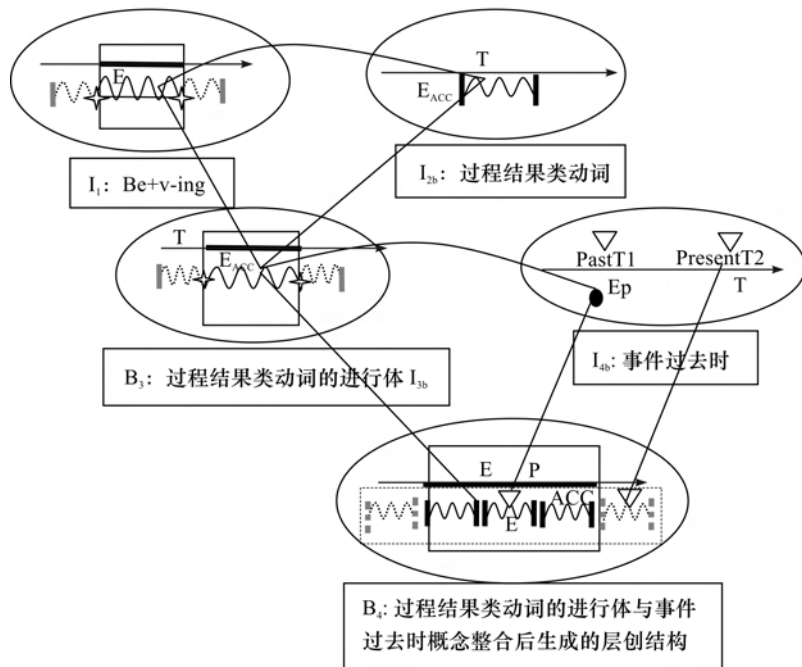 T
E
E_ACC
I₁：Be+v-ing
I₂b：过程结果类动词
T
E_ACC
PastT1
PresentT2
Ep
T
B₃：过程结果类动词的进行体 I₃b
I₄b: 事件过去时
E
P
ACC
E
B₄: 过程结果类动词的进行体与事件
过去时概念整合后生成的层创结构